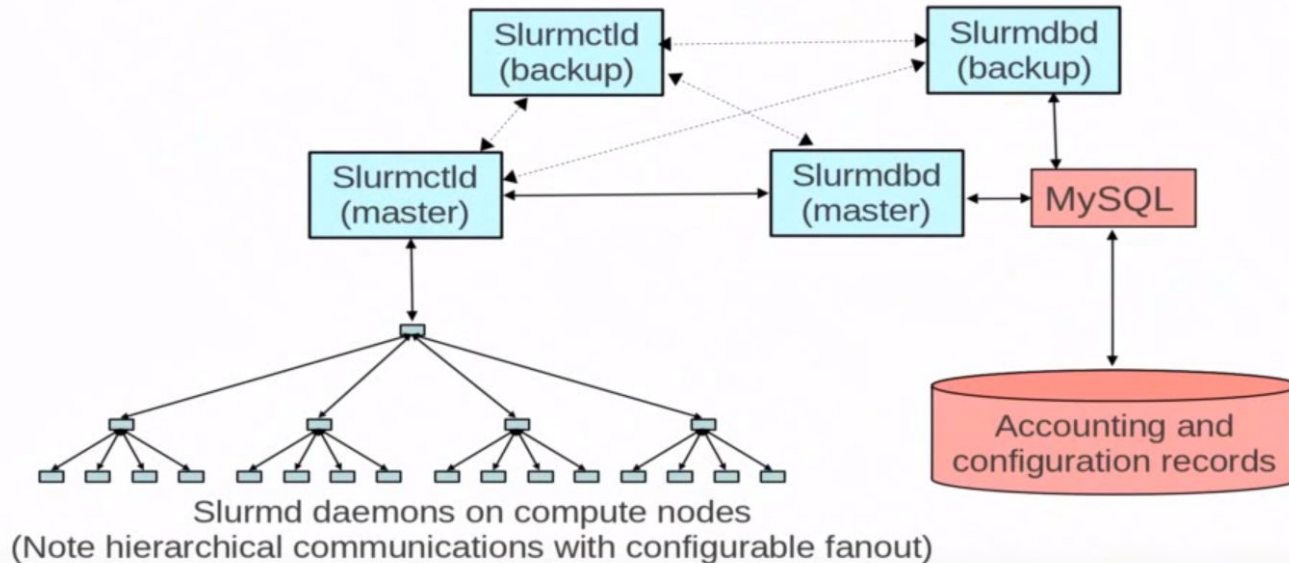 Slurmctld
(backup)
Slurmdbd
(backup)
Slurmctld
(master)
Slurmdbd
(master)
MySQL
Accounting and
configuration records
Slurmd daemons on compute nodes
(Note hierarchical communications with configurable fanout)